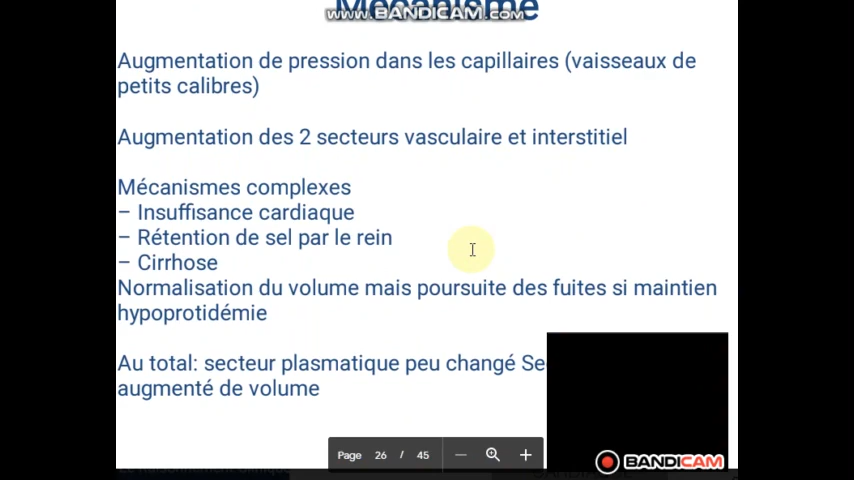 www.BANDICAM.com
Mécanisme
Augmentation de pression dans les capillaires (vaisseaux de
petits calibres)
Augmentation des 2 secteurs vasculaire et interstitiel
Mécanismes complexes
– Insuffisance cardiaque
– Rétention de sel par le rein
– Cirrhose
Normalisation du volume mais poursuite des fuites si maintien
hypoprotidémie
Au total: secteur plasmatique peu changé
augmenté de volume
Page 26 / 45
BANDICAM